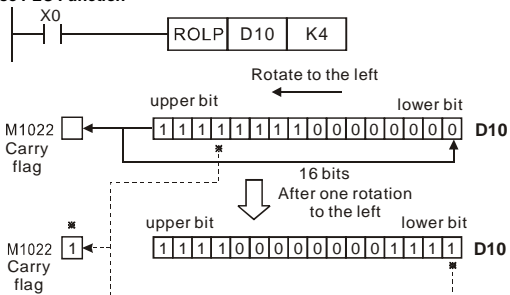 Function
X0
ROLP D10 K4
Rotate to the left
upper bit lower bit
M1022 1 1 1 1 1 1 1 1 0 0 0 0 0 0 0 0 D10
Carry
flag
※
16 bits
After one rotation
to the left
※
upper bit lower bit
M1022 1 1 1 1 1 0 0 0 0 0 0 0 0 1 1 1 1 D10
Carry
flag
※